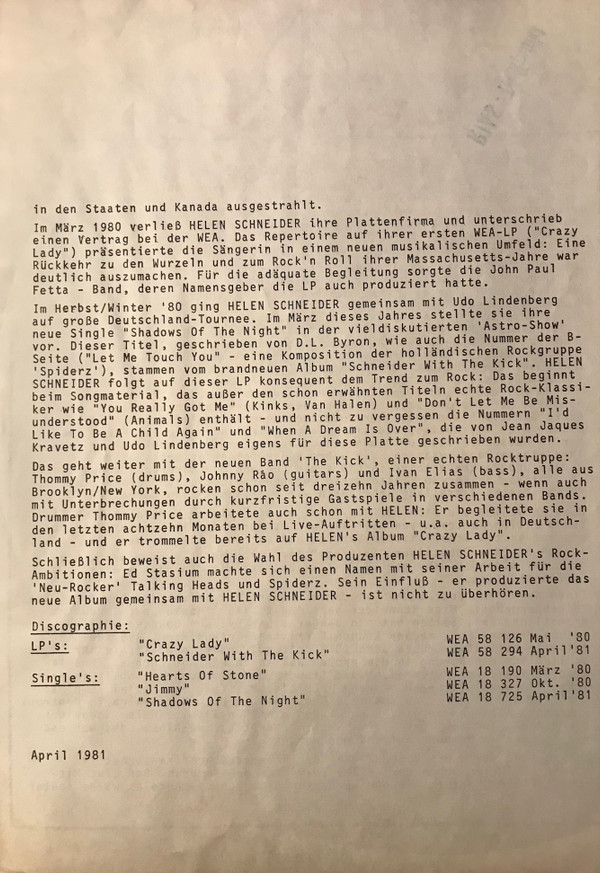 in den Staaten und Kanada ausgestrahlt.
Im März 1980 verließ HELEN SCHNEIDER ihre Plattenfirma und unterschrieb
einen Vertrag bei der WEA. Das Repertoire auf ihrer ersten WEA-LP ("Crazy
Lady") präsentierte die Sängerin in einem neuen musikalischen Umfeld: Eine
Rückkehr zu den Wurzeln und zum Rock'n Roll ihrer Massachusetts-Jahre war
deutlich auszumachen. Für die adäquate Begleitung sorgte die John Paul
Fetta - Band, deren Namensgeber die LP auch produziert hatte.
Im Herbst/Winter '80 ging HELEN SCHNEIDER gemeinsam mit Udo Lindenberg
auf große Deutschland-Tournee. Im März dieses Jahres stellte sie ihre
neue Single "Shadows Of The Night" in der vieldiskutierten 'Astro-Show'
vor. Dieser Titel, geschrieben von D.L. Byron, wie auch die Nummer der B-
Seite ("Let Me Touch You" - eine Komposition der holländischen Rockgruppe
'Spiderz'), stammen vom brandneuen Album "Schneider With The Kick". HELEN
SCHNEIDER folgt auf dieser LP konsequent dem Trend zum Rock: Das beginnt
beim Songmaterial, das außer den schon erwähnten Titeln echte Rock-Klassi-
ker wie "You Really Got Me" (Kinks, Van Halen) und "Don't Let Me Be Mis-
understood" (Animals) enthält - und nicht zu vergessen die Nummern "I'd
Like To Be A Child Again" und "When A Dream Is Over", die von Jean Jaques
Kravetz und Udo Lindenberg eigens für diese Platte geschrieben wurden.
Das geht weiter mit der neuen Band 'The Kick', einer echten Rocktruppe:
Thommy Price (drums), Johnny Råo (guitars) und Ivan Elias (bass), alle aus
Brooklyn/New York, rocken schon seit dreizehn Jahren zusammen - wenn auch
mit Unterbrechungen durch kurzfristige Gastspiele in verschiedenen Bands.
Drummer Thommy Price arbeitete auch schon mit HELEN: Er begleitete sie in
den letzten achtzehn Monaten bei Live-Auftritten - u.a. auch in Deutsch-
land - und er trommelte bereits auf HELEN's Album "Crazy Lady".
Schließlich beweist auch die Wahl des Produzenten HELEN SCHNEIDER's Rock-
Ambitionen: Ed Stasium machte sich einen Namen mit seiner Arbeit für die
'Neu-Rocker' Talking Heads und Spiderz. Sein Einfluß - er produzierte das
neue Album gemeinsam mit HELEN SCHNEIDER - ist nicht zu überhören.
Discographie:
LP's: "Crazy Lady" WEA 58 126 Mai '80
"Schneider With The Kick" WEA 58 294 April'81
Single's: "Hearts Of Stone" WEA 18 190 März '80
"Jimmy" WEA 18 327 Okt. '80
"Shadows Of The Night" WEA 18 725 April'81
April 1981